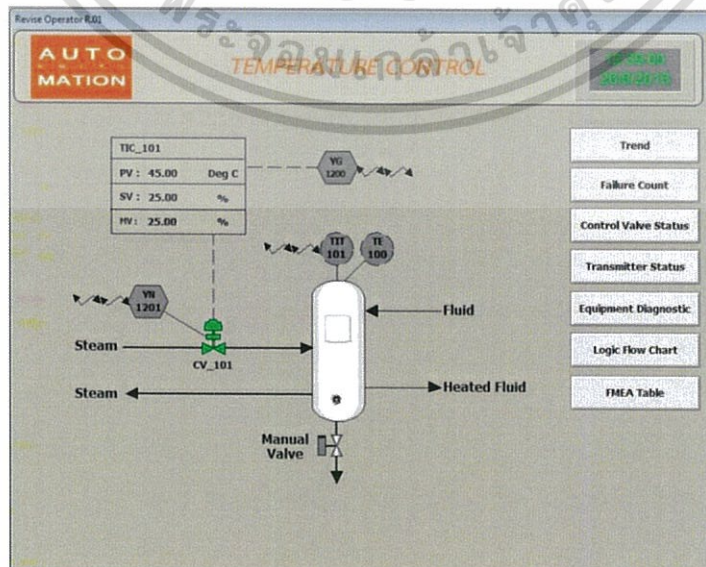 Revise Operator R.01
AUTO
MATION
TEMPERATURE CONTROL
TIC_101
PV : 45.00 Deg C
SV : 25.00 %
MV : 25.00 %
YG
1200
Trend
Failure Count
Control Valve Status
Transmitter Status
Equipment Diagnostic
Logic Flow Chart
FMEA Table
TIT
101
TE
100
YN
1201
Fluid
Steam
CV_101
Steam
Heated Fluid
Manual
Valve